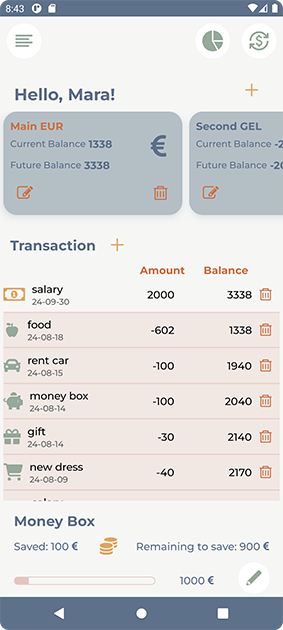 8:43
Hello, Mara!
Main EUR
Current Balance 1338
€
Future Balance 3338
Second GEL
Current Balance -2
Future Balance -20
Transaction
Amount Balance
salary
24-09-30
2000 3338
food
24-08-18
-602 1338
rent car
24-08-15
-100 1940
money box
24-08-14
-100 2040
gift
24-08-14
-30 2140
new dress
24-08-09
-40 2170
Money Box
Saved: 100 €
Remaining to save: 900 €
1000 €